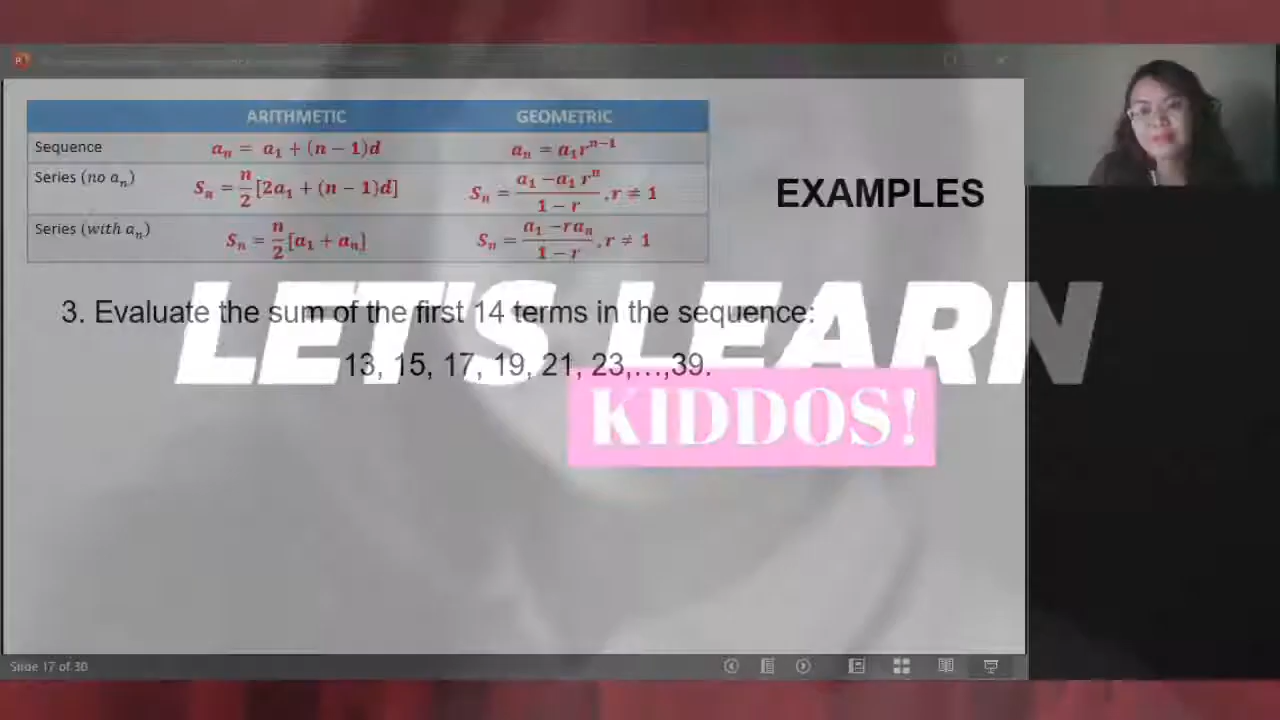 ARITHMETIC GEOMETRIC
Sequence aₙ = a₁ + (n − 1)d aₙ = a₁rⁿ⁻¹
Series (no aₙ) Sₙ = n/2 [2a₁ + (n − 1)d] Sₙ = (a₁ − a₁rⁿ)/(1 − r), r ≠ 1
Series (with aₙ) Sₙ = n/2 [a₁ + aₙ] Sₙ = (a₁ − raₙ)/(1 − r), r ≠ 1
EXAMPLES
3. Evaluate the sum of the first 14 terms in the sequence:
13, 15, 17, 19, 21, 23,…,39.
LET'S LEARN
KIDDOS!
Slide 17 of 30